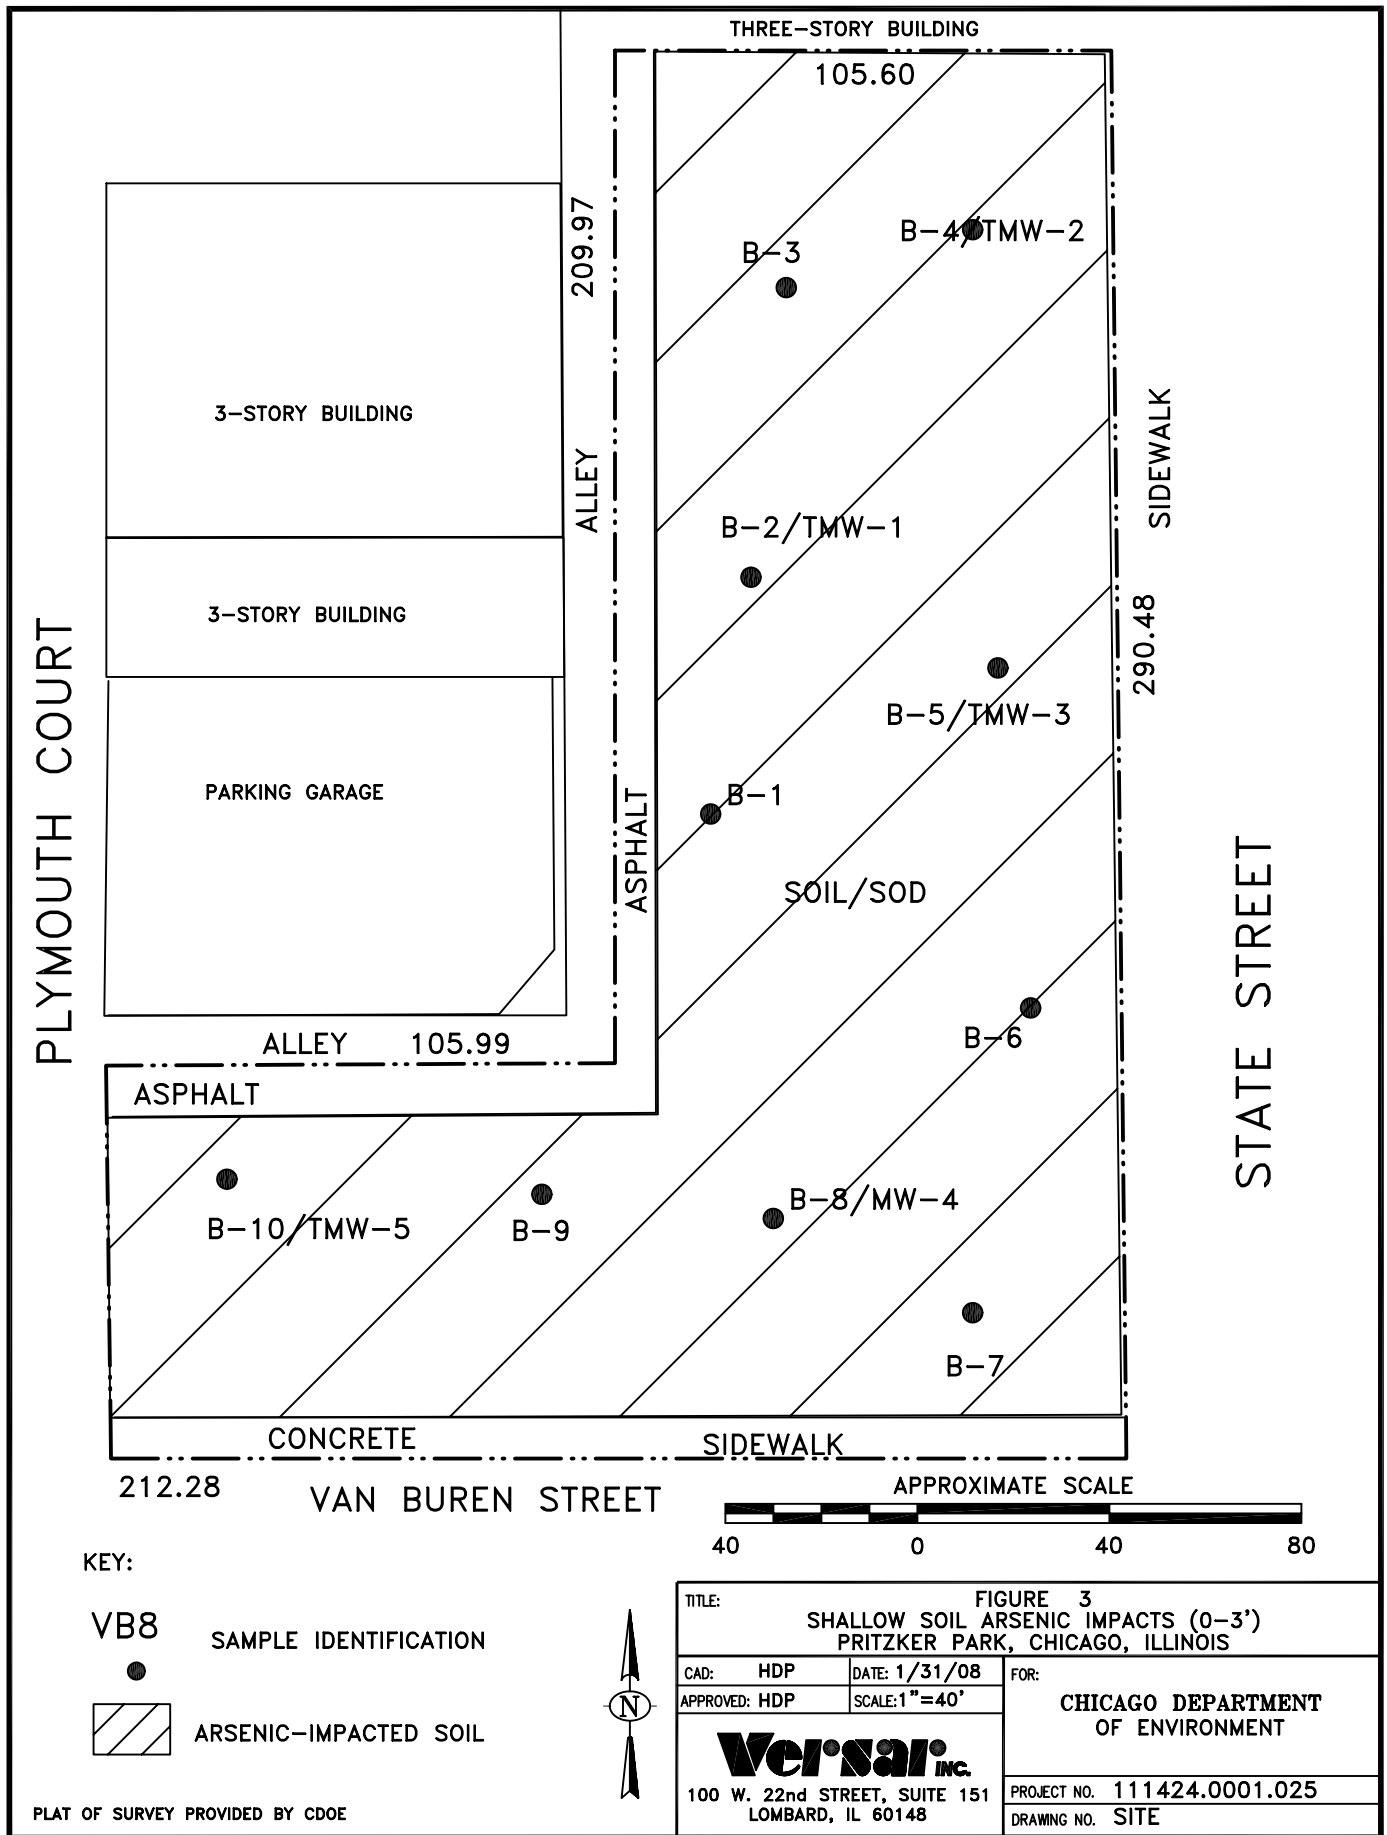 THREE-STORY BUILDING
105.60
209.97
B-4/TMW-2
B-3
3-STORY BUILDING
ALLEY
SIDEWALK
B-2/TMW-1
3-STORY BUILDING
290.48
B-5/TMW-3
PLYMOUTH COURT
PARKING GARAGE
ASPHALT
B-1
SOIL/SOD
STATE STREET
ALLEY 105.99
B-6
ASPHALT
B-10/TMW-5
B-9
B-8/MW-4
B-7
CONCRETE SIDEWALK
212.28
VAN BUREN STREET
APPROXIMATE SCALE
40 0 40 80
KEY:
VB8
SAMPLE IDENTIFICATION
ARSENIC-IMPACTED SOIL
PLAT OF SURVEY PROVIDED BY CDOE
N
TITLE: FIGURE 3
SHALLOW SOIL ARSENIC IMPACTS (0-3')
PRITZKER PARK, CHICAGO, ILLINOIS
CAD: HDP DATE: 1/31/08
APPROVED: HDP SCALE: 1"=40'
FOR:
CHICAGO DEPARTMENT
OF ENVIRONMENT
Versar INC.
100 W. 22nd STREET, SUITE 151
LOMBARD, IL 60148
PROJECT NO. 111424.0001.025
DRAWING NO. SITE